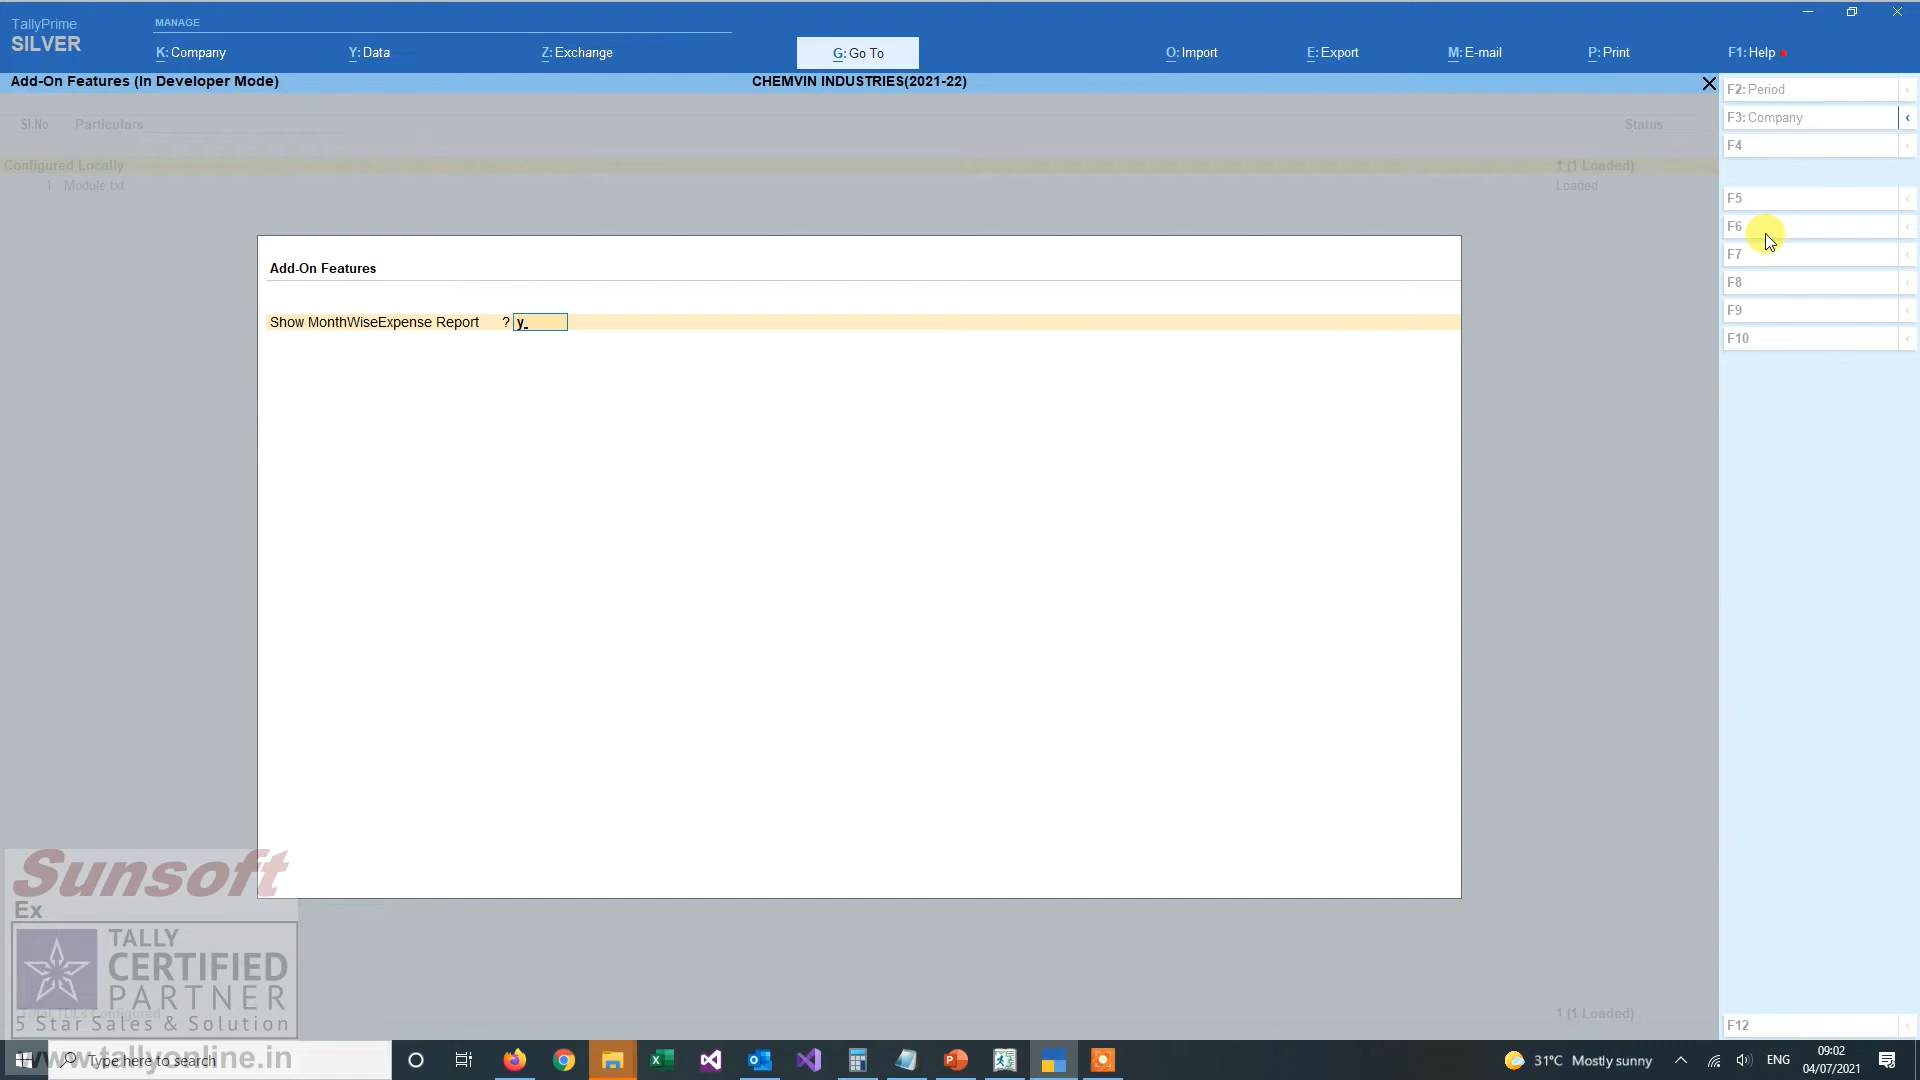 TallyPrime
SILVER
MANAGE
K: Company
Y: Data
Z: Exchange
G: Go To
O: Import
E: Export
M: E-mail
P: Print
F1: Help
Add-On Features (In Developer Mode)
CHEMVIN INDUSTRIES(2021-22)
Sl.No Particulars Status
Configured Locally 1 (1 Loaded)
1 Module.txt Loaded
Add-On Features
Show MonthWiseExpense Report ? y
F2: Period
F3: Company
F4
F5
F6
F7
F8
F9
F10
F12
Sunsoft
Ex
TALLY
CERTIFIED
PARTNER
5 Star Sales & Solution
Total TDLs Configured 1 (1 Loaded)
www.tallyonline.in
Type here to search
31°C Mostly sunny
ENG
09:02
04/07/2021